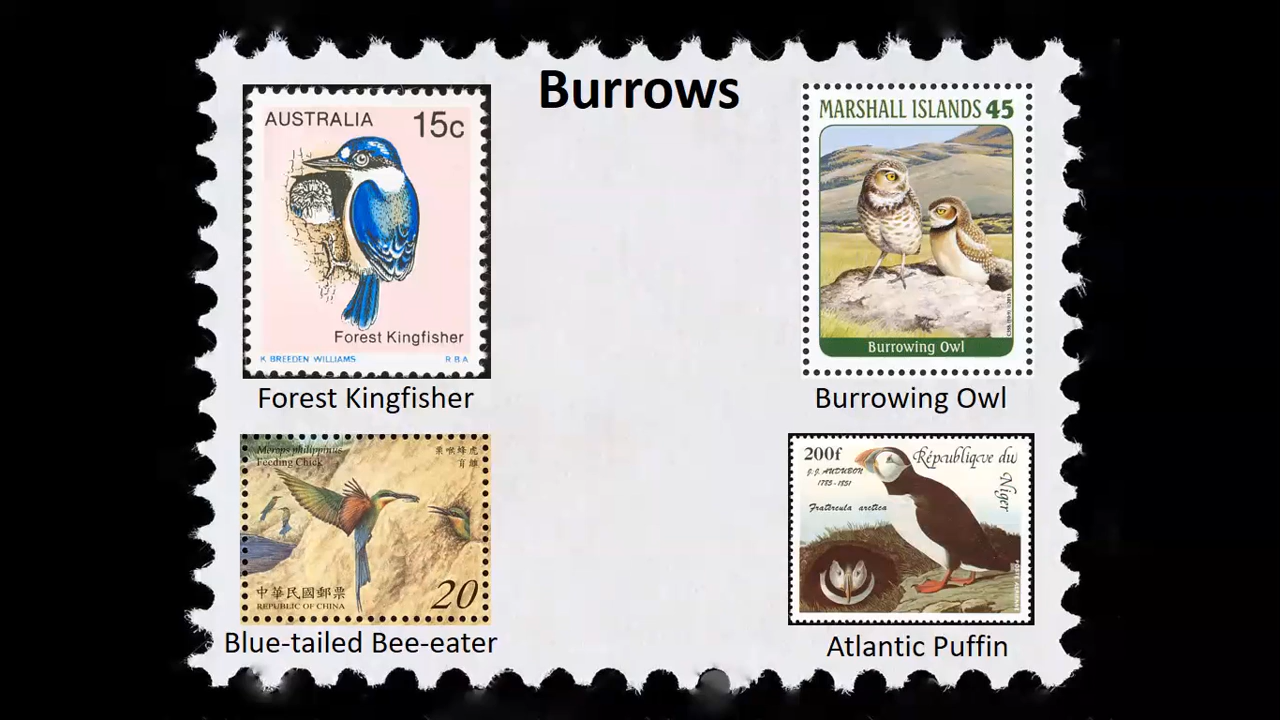 Burrows
AUSTRALIA 15c
Forest Kingfisher
K BREEDEN WILLIAMS R B A
Forest Kingfisher
MARSHALL ISLANDS 45
Burrowing Owl
Burrowing Owl
Merops philippinus
Feeding Chick
栗喉蜂虎
育雛
中華民國郵票
REPUBLIC OF CHINA
20
Blue-tailed Bee-eater
200f République du Niger
J.J. AUDUBON
1785-1851
Fratercula arctica
Atlantic Puffin